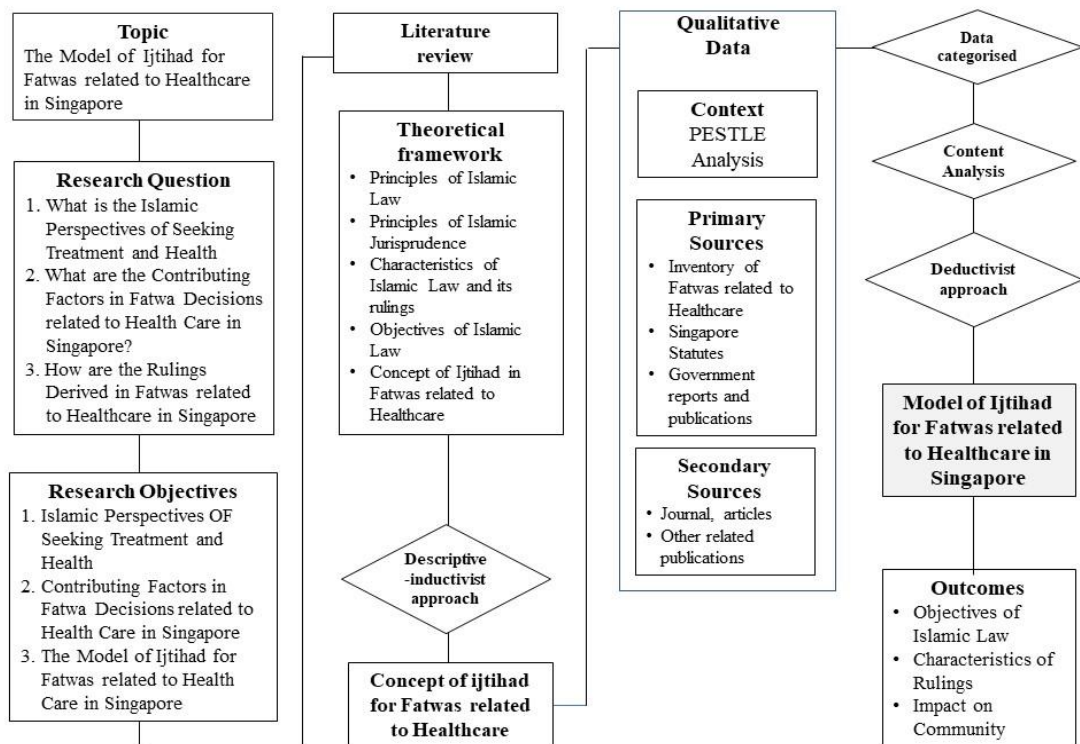 Topic
The Model of Ijtihad for
Fatwas related to Healthcare
in Singapore
Research Question
1. What is the Islamic
Perspectives of Seeking
Treatment and Health
2. What are the Contributing
Factors in Fatwa Decisions
related to Health Care in
Singapore?
3. How are the Rulings
Derived in Fatwas related
to Healthcare in Singapore
Research Objectives
1. Islamic Perspectives OF
Seeking Treatment and
Health
2. Contributing Factors in
Fatwa Decisions related to
Health Care in Singapore
3. The Model of Ijtihad for
Fatwas related to Health
Care in Singapore
Literature
review
Theoretical
framework
• Principles of Islamic
Law
• Principles of Islamic
Jurisprudence
• Characteristics of
Islamic Law and its
rulings
• Objectives of Islamic
Law
• Concept of Ijtihad in
Fatwas related to
Healthcare
Descriptive
-inductivist
approach
Concept of ijtihad
for Fatwas related
to Healthcare
Qualitative
Data
Context
PESTLE
Analysis
Primary
Sources
• Inventory of
Fatwas related to
Healthcare
• Singapore
Statutes
• Government
reports and
publications
Secondary
Sources
• Journal, articles
• Other related
publications
Data
categorised
Content
Analysis
Deductivist
approach
Model of Ijtihad
for Fatwas related
to Healthcare in
Singapore
Outcomes
• Objectives of
Islamic Law
• Characteristics of
Rulings
• Impact on
Community